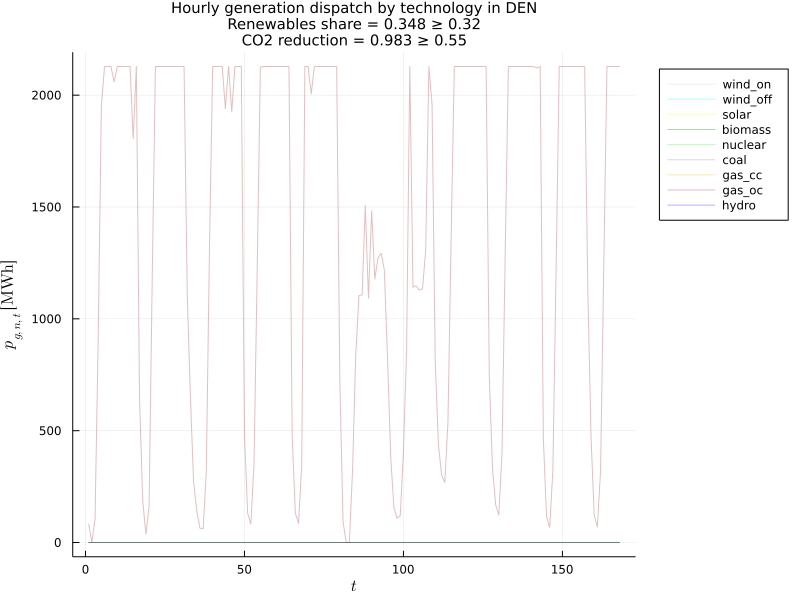 Hourly generation dispatch by technology in DEN
Renewables share = 0.348 ≥ 0.32
CO2 reduction = 0.983 ≥ 0.55
p g, n, t [MWh]
2000
1500
1000
500
0
0 50 100 150
t
wind_on
wind_off
solar
biomass
nuclear
coal
gas_cc
gas_oc
hydro